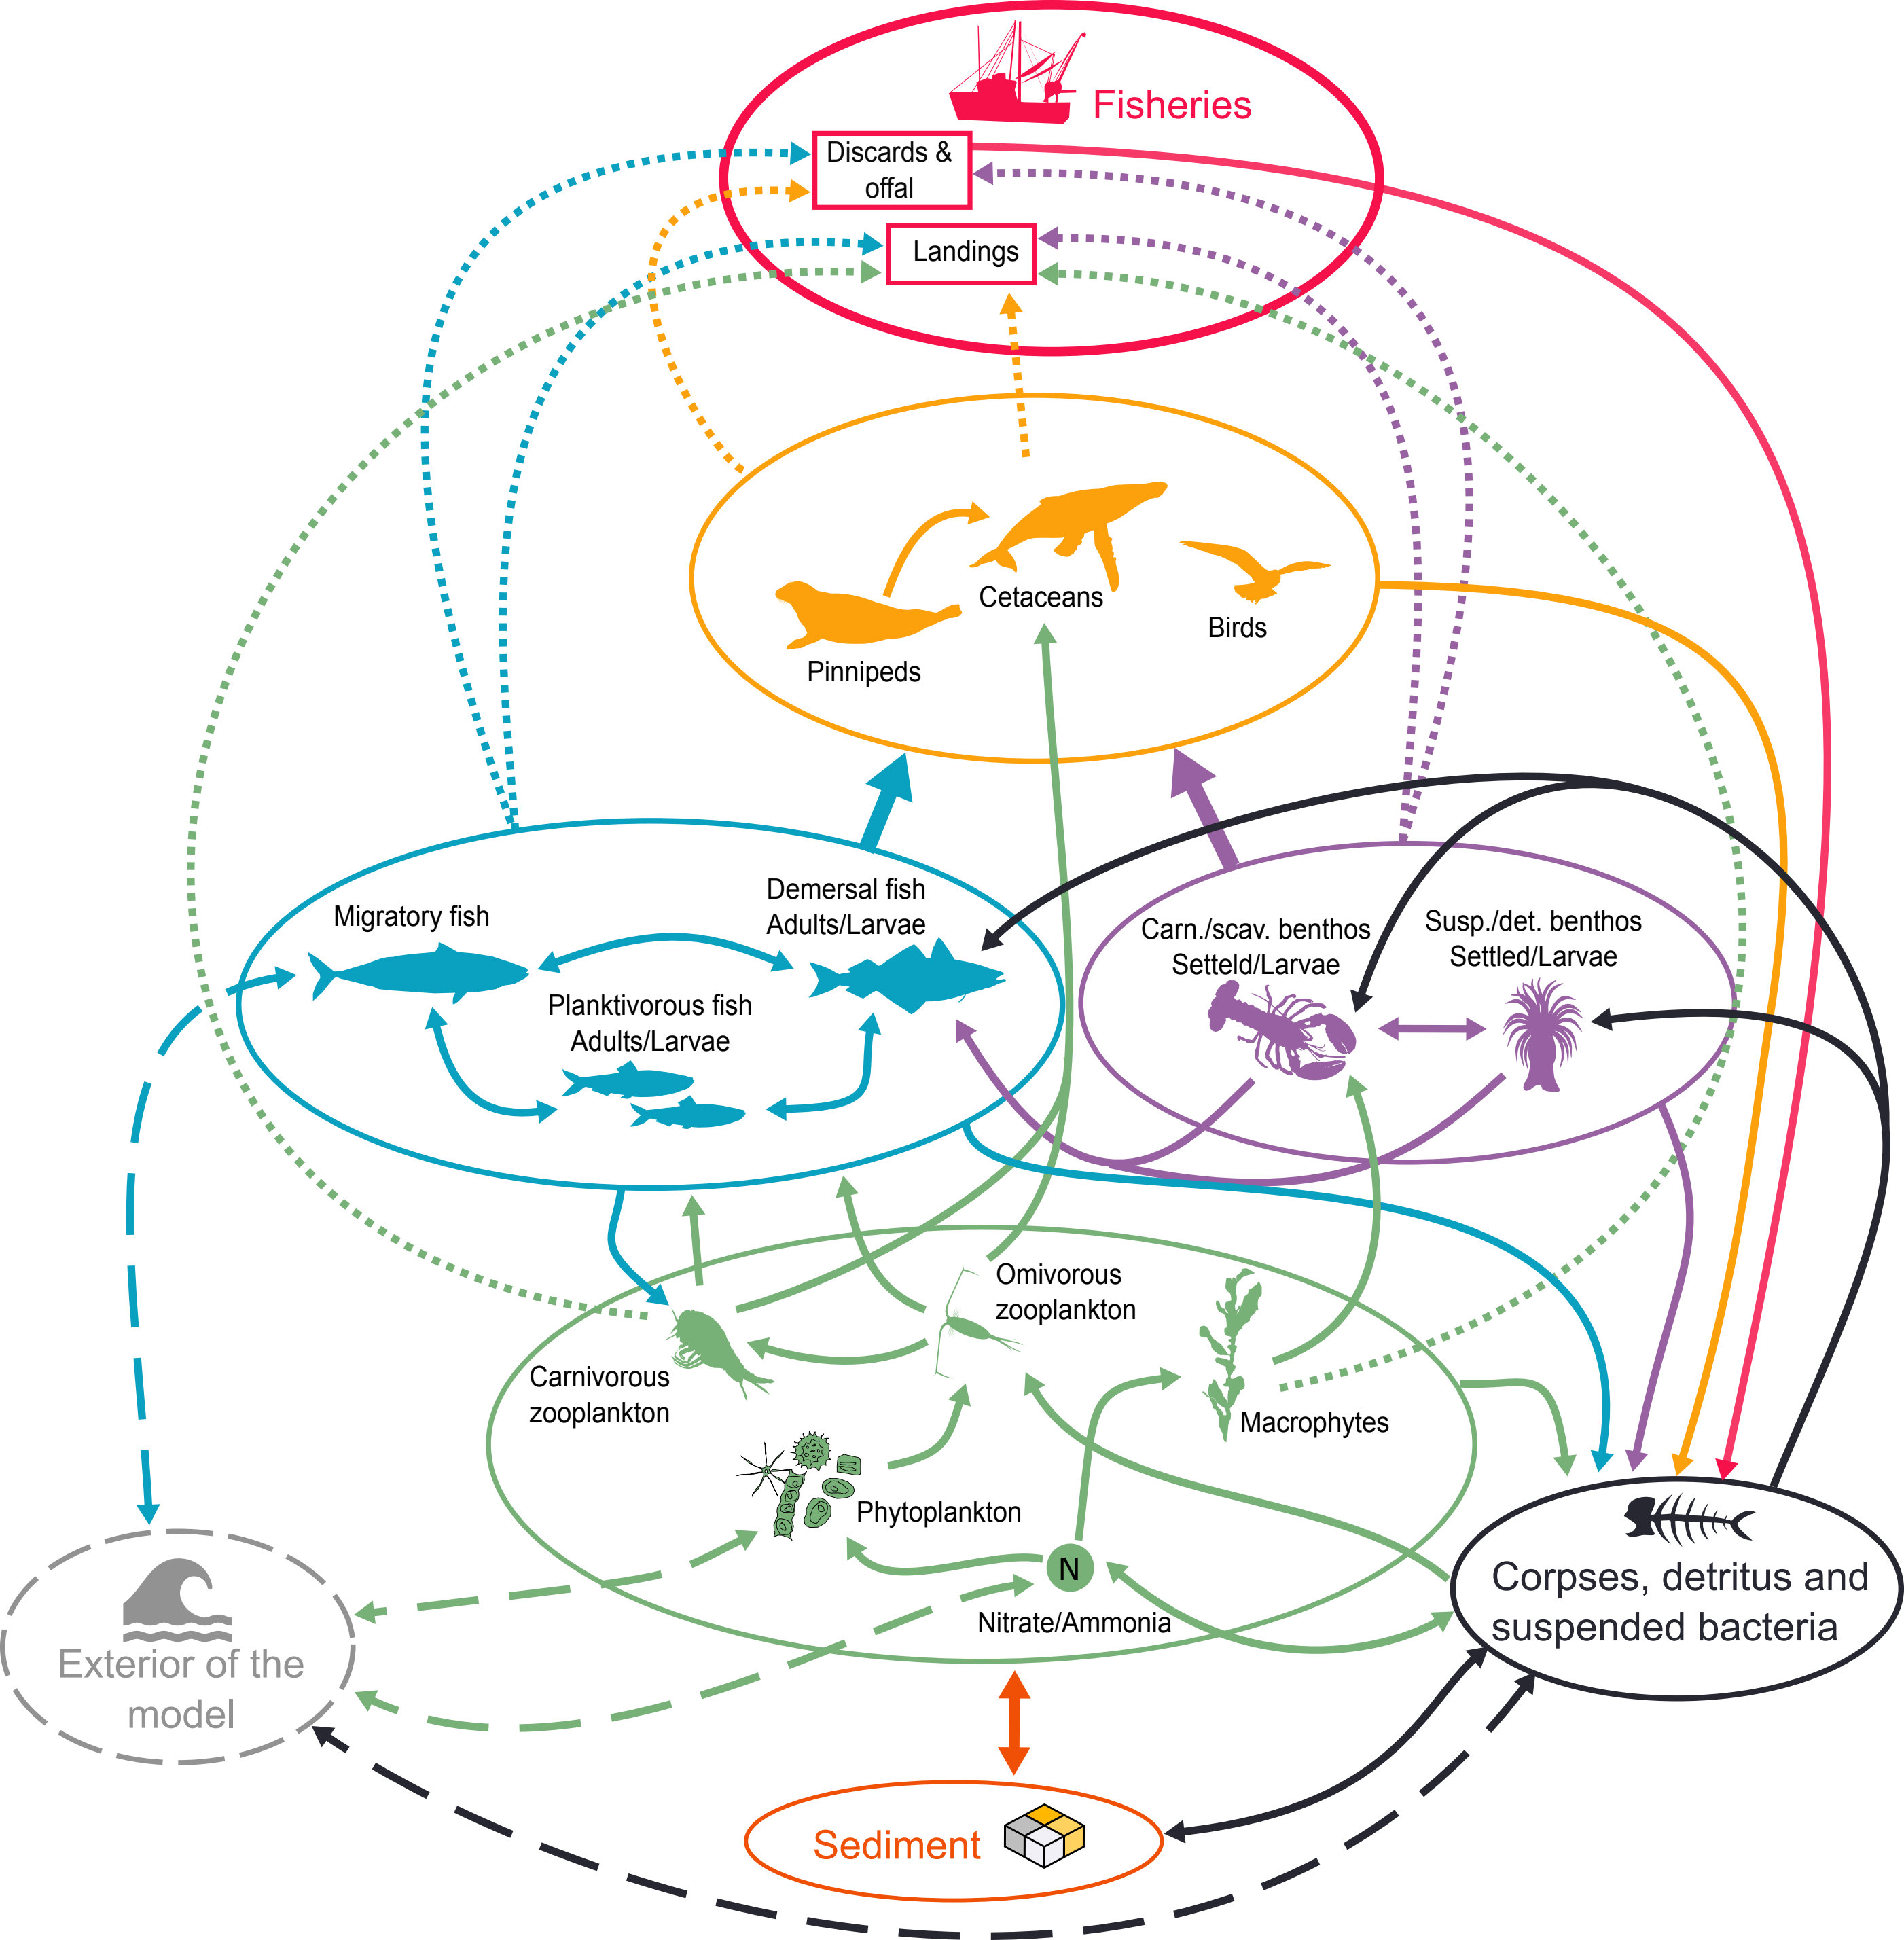 Fisheries
Discards &
offal
Landings
Cetaceans
Birds
Pinnipeds
Demersal fish
Adults/Larvae
Migratory fish
Planktivorous fish
Adults/Larvae
Carn./scav. benthos
Setteld/Larvae
Susp./det. benthos
Settled/Larvae
Omivorous
zooplankton
Carnivorous
zooplankton
Macrophytes
Phytoplankton
N
Nitrate/Ammonia
Corpses, detritus and
suspended bacteria
Exterior of the
model
Sediment